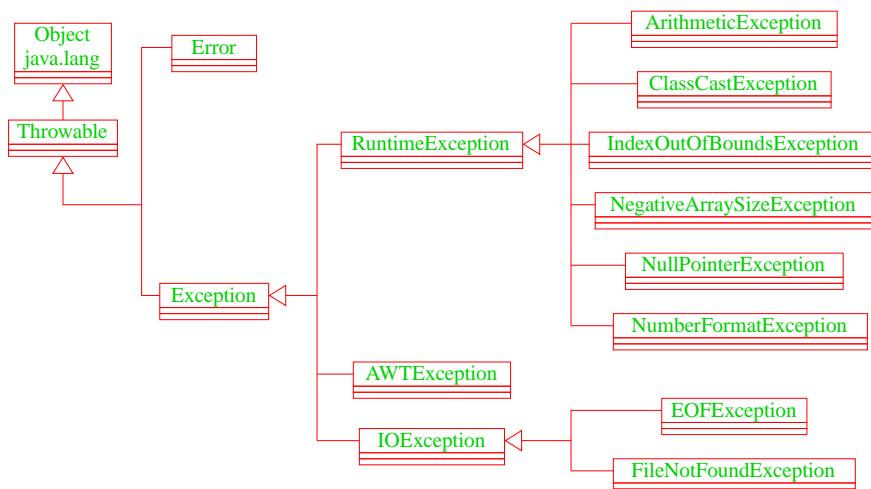 Object
java.lang
Throwable
Error
Exception
RuntimeException
AWTException
IOException
ArithmeticException
ClassCastException
IndexOutOfBoundsException
NegativeArraySizeException
NullPointerException
NumberFormatException
EOFException
FileNotFoundException